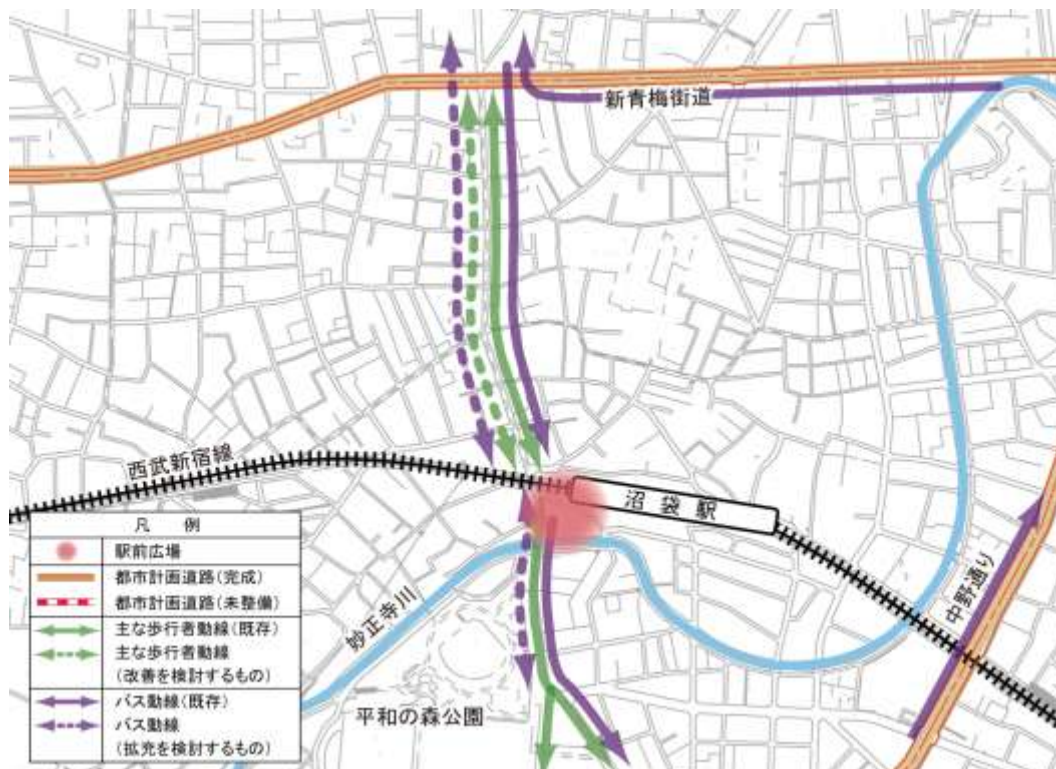 新青梅街道
西武新宿線
沼袋駅
中野通り
妙正寺川
平和の森公園
凡 例
駅前広場
都市計画道路(完成)
都市計画道路(未整備)
主な歩行者動線(既存)
主な歩行者動線
(改善を検討するもの)
バス動線(既存)
バス動線
(拡充を検討するもの)